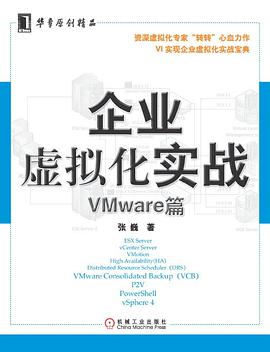 华章原创精品
资深虚拟化专家“转转”心血力作
VI 实现企业虚拟化实战宝典
企业
虚拟化实战
VMware篇
张巍 著
ESX Server
vCenter Server
VMotion
High Availability(HA)
Distributed Resource Scheduler (DRS)
VMware Consolidated Backup (VCB)
P2V
PowerShell
vSphere 4
机械工业出版社
China Machine Press